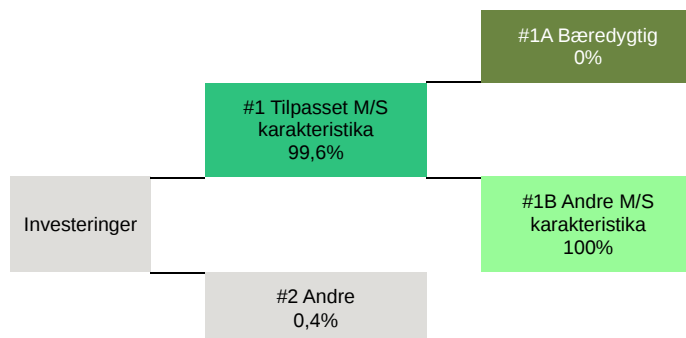 #1A Bæredygtig
0%
#1 Tilpasset M/S
karakteristika
99,6%
Investeringer
#1B Andre M/S
karakteristika
100%
#2 Andre
0,4%